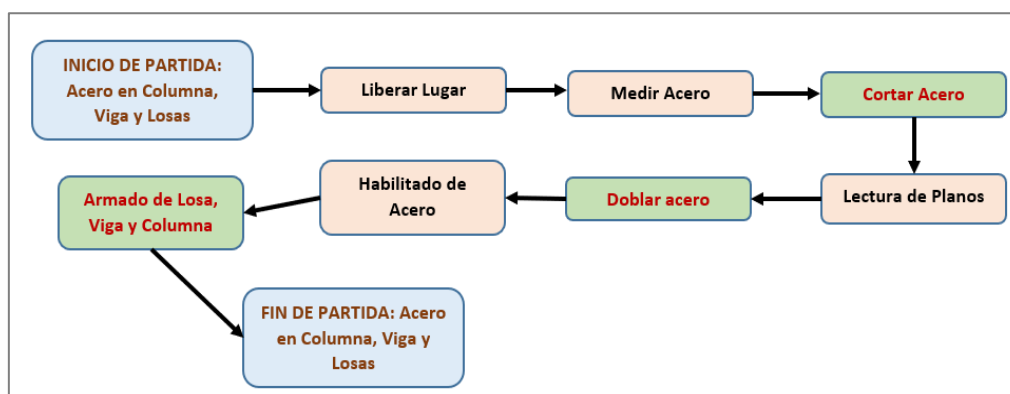 INICIO DE PARTIDA:
Acero en Columna,
Viga y Losas
Liberar Lugar
Medir Acero
Cortar Acero
Lectura de Planos
Doblar acero
Habilitado de
Acero
Armado de Losa,
Viga y Columna
FIN DE PARTIDA: Acero
en Columna, Viga y
Losas